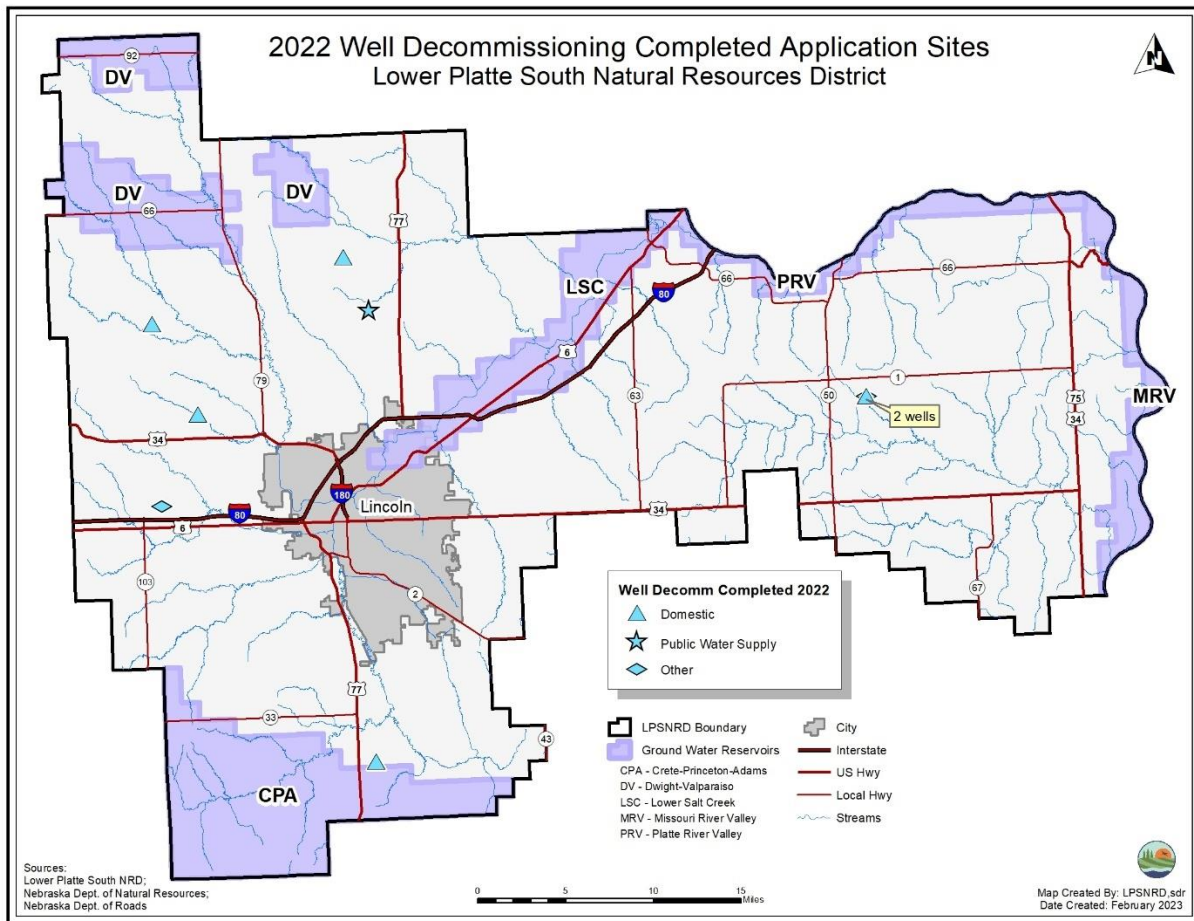 2022 Well Decommissioning Completed Application Sites
Lower Platte South Natural Resources District
N
92
DV
DV
DV
66
77
LSC
66
PRV
66
80
6
79
63
1
50
2 wells
75
34
MRV
34
180
Lincoln
80
6
34
103
2
67
77
33
43
CPA
Well Decomm Completed 2022
Domestic
Public Water Supply
Other
LPSNRD Boundary
City
Ground Water Reservoirs
Interstate
CPA - Crete-Princeton-Adams
US Hwy
DV - Dwight-Valparaiso
LSC - Lower Salt Creek
Local Hwy
MRV - Missouri River Valley
Streams
PRV - Platte River Valley
Sources:
Lower Platte South NRD;
Nebraska Dept. of Natural Resources;
Nebraska Dept. of Roads
0 5 10 15
Miles
Map Created By: LPSNRD,sdr
Date Created: February 2023